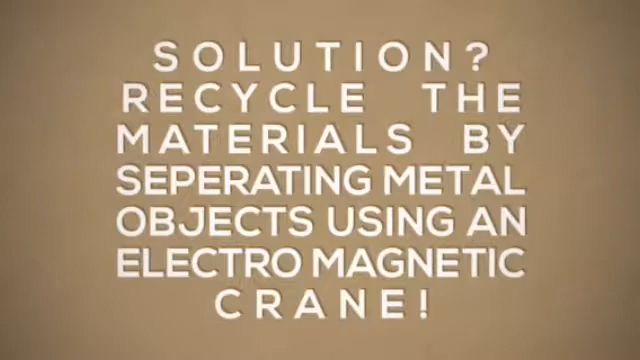 SOLUTION?
RECYCLE THE
MATERIALS BY
SEPERATING METAL
OBJECTS USING AN
ELECTRO MAGNETIC
CRANE!